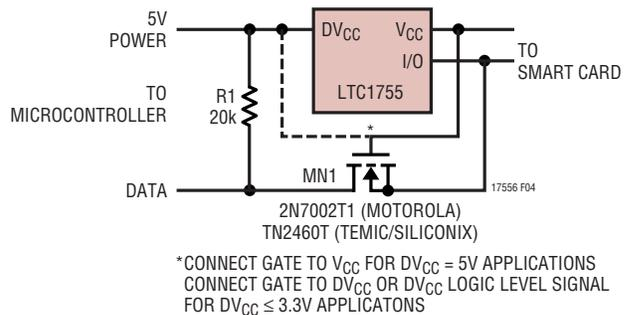 5V
POWER
DVCC
VCC
I/O
LTC1755
TO
SMART CARD
TO
MICROCONTROLLER
R1
20k
*
MN1
DATA
17556 F04
2N7002T1 (MOTOROLA)
TN2460T (TEMIC/SILICONIX)
*CONNECT GATE TO VCC FOR DVCC = 5V APPLICATIONS
CONNECT GATE TO DVCC OR DVCC LOGIC LEVEL SIGNAL
FOR DVCC ≤ 3.3V APPLICATONS